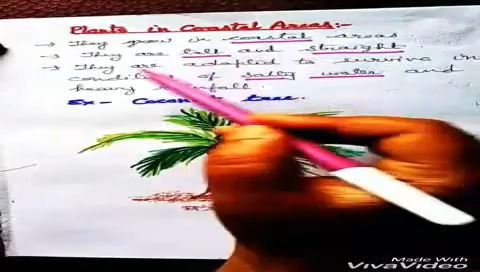 Plants in Coastal Areas:-
→ They grow in coastal areas
→ They are tall and straight
→ They are adapted to survive in
conditions of salty water and
heavy rainfall
Ex- Coconut tree.
Made With
VivaVideo